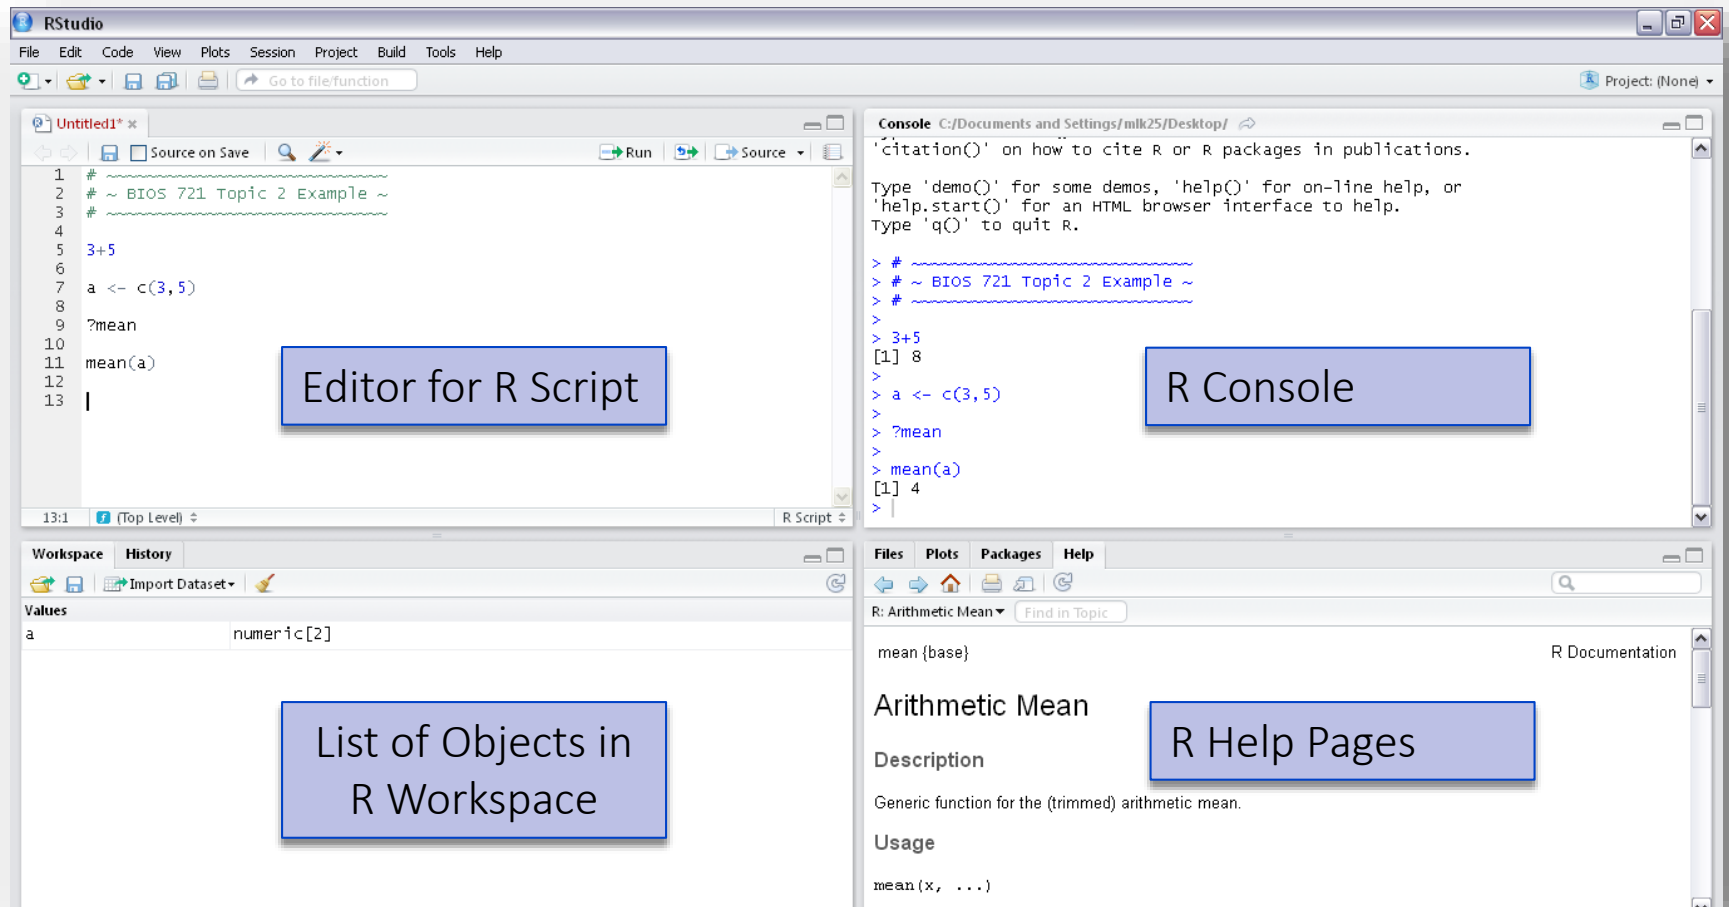 RStudio
File Edit Code View Plots Session Project Build Tools Help
Go to file/function
Project: (None)
Untitled1*
Source on Save
Run
Source
1 # ~~~~~~~~~~~~~~~~~~~~~~~~~~~~
2 # ~ BIOS 721 Topic 2 Example ~
3 # ~~~~~~~~~~~~~~~~~~~~~~~~~~~~
4
5 3+5
6
7 a <- c(3,5)
8
9 ?mean
10
11 mean(a)
12
13
Editor for R Script
13:1 (Top Level) R Script
Console C:/Documents and Settings/mlk25/Desktop/
'citation()' on how to cite R or R packages in publications.
Type 'demo()' for some demos, 'help()' for on-line help, or
'help.start()' for an HTML browser interface to help.
Type 'q()' to quit R.
> # ~~~~~~~~~~~~~~~~~~~~~~~~~~~~
> # ~ BIOS 721 Topic 2 Example ~
> # ~~~~~~~~~~~~~~~~~~~~~~~~~~~~
>
> 3+5
[1] 8
>
> a <- c(3,5)
>
> ?mean
>
> mean(a)
[1] 4
>
R Console
Workspace History
Import Dataset
Values
a numeric[2]
List of Objects in
R Workspace
Files Plots Packages Help
R: Arithmetic Mean Find in Topic
mean {base} R Documentation
Arithmetic Mean
Description
Generic function for the (trimmed) arithmetic mean.
Usage
mean(x, ...)
R Help Pages